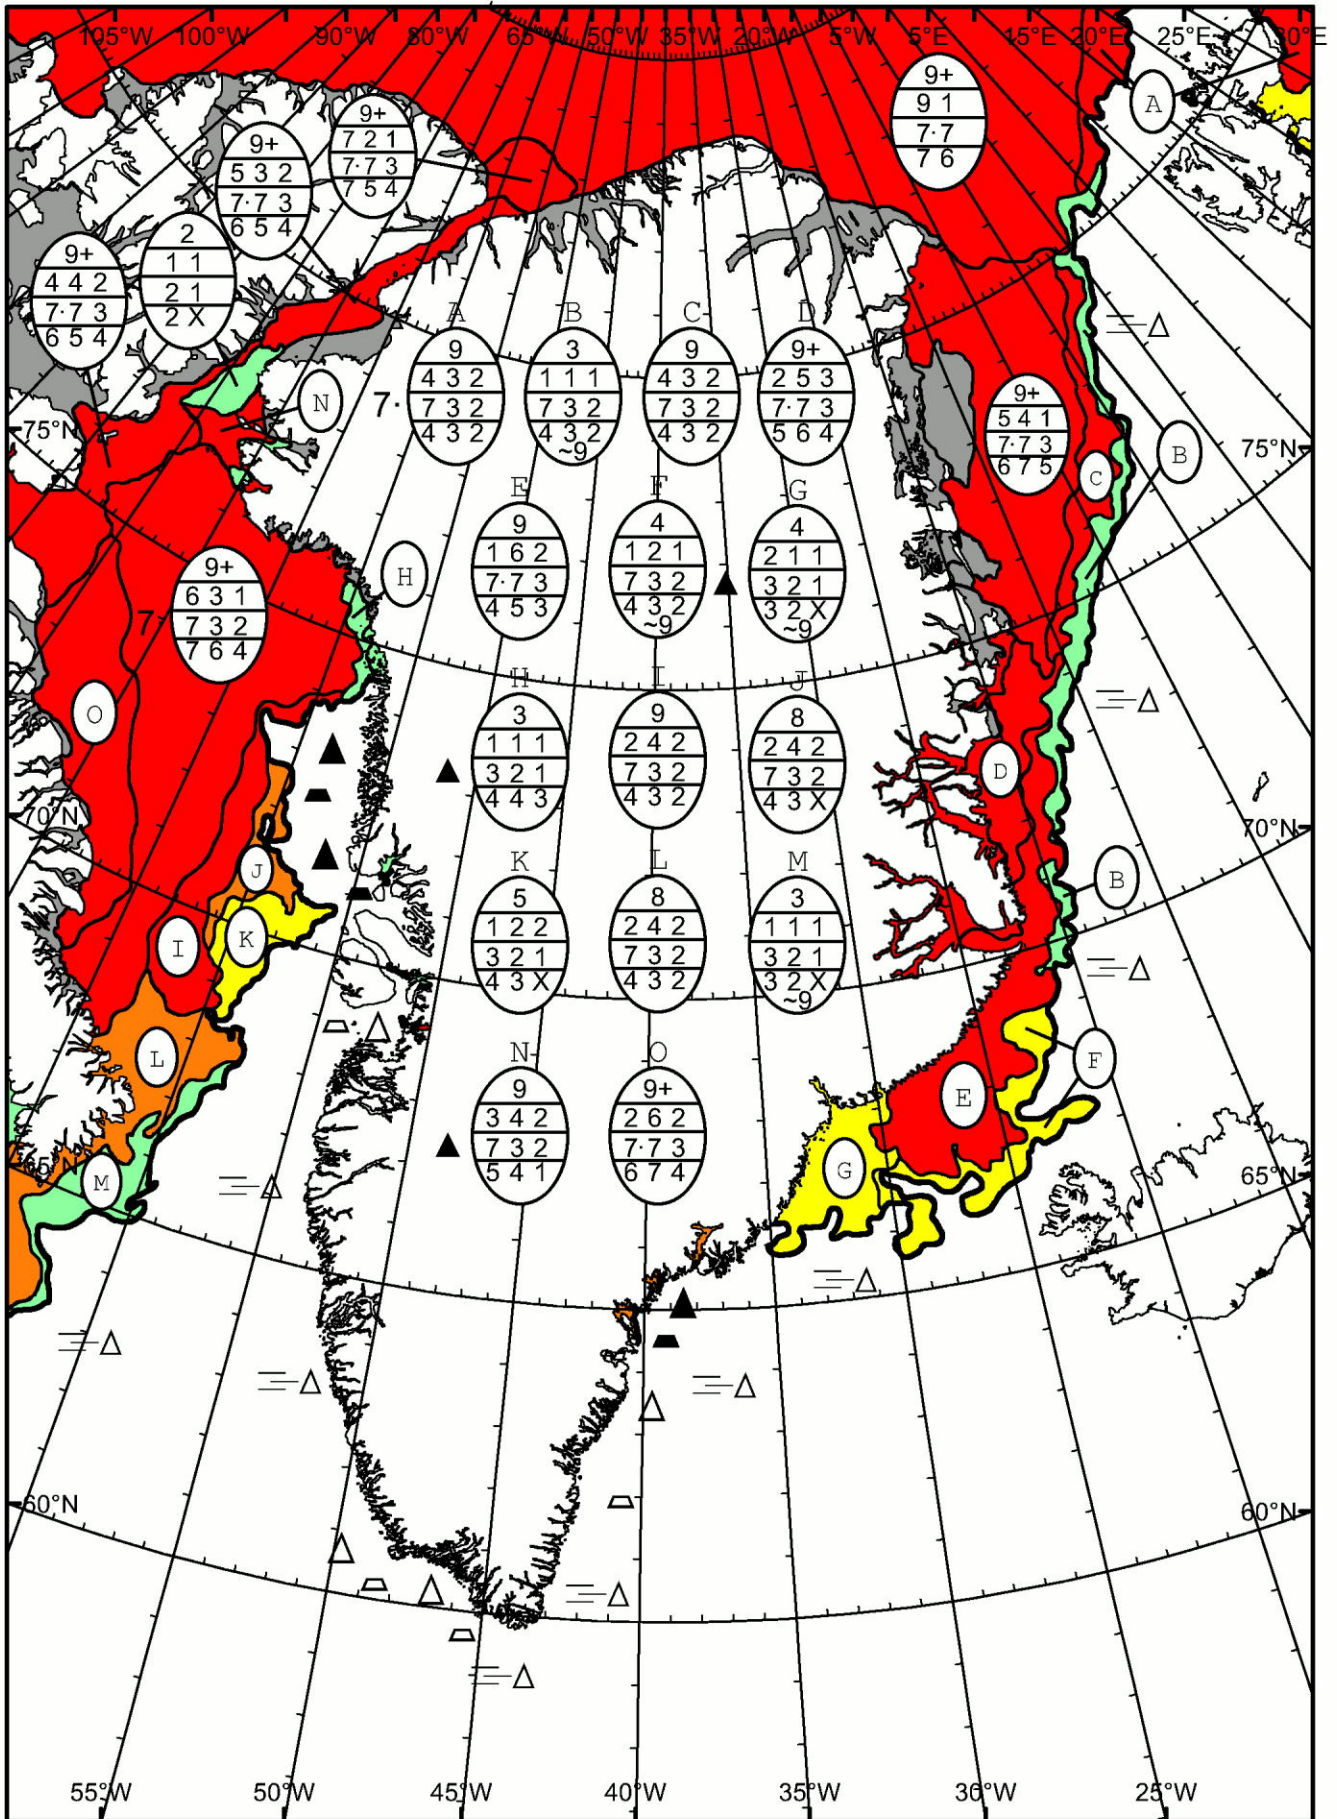 105°W 100°W 90°W 80°W 65°W 50°W 35°W 20°W 5°W 5°E 15°E 20°E 25°E 30°E
9+
9 1
7·7
7 6
A
9+
7 2 1
7·7 3
7 5 4
9+
5 3 2
7·7 3
6 5 4
2
1 1
2 1
2 X
9+
4 4 2
7·7 3
6 5 4
A B C D
9
4 3 2
7· 7 3 2
4 3 2
3
1 1 1
7 3 2
4 3 2
~9
9
4 3 2
7 3 2
4 3 2
9+
2 5 3
7·7 3
5 6 4
N
9+
5 4 1
7·7 3
6 7 5
75°N
75°N
B
C
E F G
9
1 6 2
7·7 3
4 5 3
4
1 2 1
7 3 2
4 3 2
~9
4
2 1 1
3 2 1
3 2 X
~9
H
9+
6 3 1
7· 7 3 2
7 6 4
H I J
3
1 1 1
3 2 1
4 4 3
9
2 4 2
7 3 2
4 3 2
8
2 4 2
7 3 2
4 3 X
O
D
70°N
70°N
J
B
K L M
5
1 2 2
3 2 1
4 3 X
8
2 4 2
7 3 2
4 3 2
3
1 1 1
3 2 1
3 2 X
~9
I
K
L
F
N O
9
3 4 2
7 3 2
5 4 1
9+
2 6 2
7·7 3
6 7 4
E
G
65°N
65°N
M
60°N
60°N
55°W 50°W 45°W 40°W 35°W 30°W 25°W